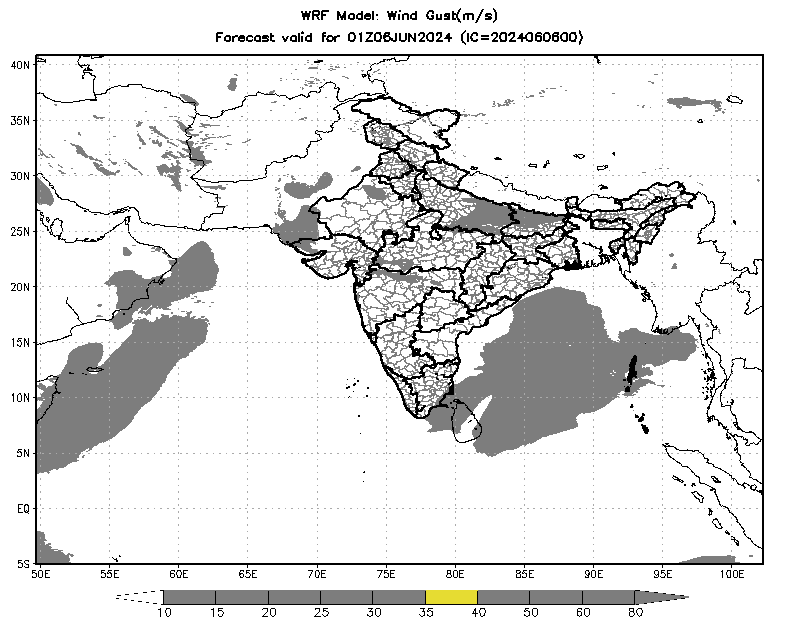 WRF Model: Wind Gust(m/s)
Forecast valid for 01Z06JUN2024 (IC=2024060600)
40N
35N
30N
25N
20N
15N
10N
5N
EQ
5S
50E 55E 60E 65E 70E 75E 80E 85E 90E 95E 100E
10 15 20 25 30 35 40 50 60 80